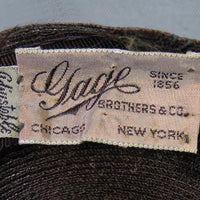 Gage
SINCE
1856
BROTHERS & CO.
CHICAGO NEW YORK
Adjustable